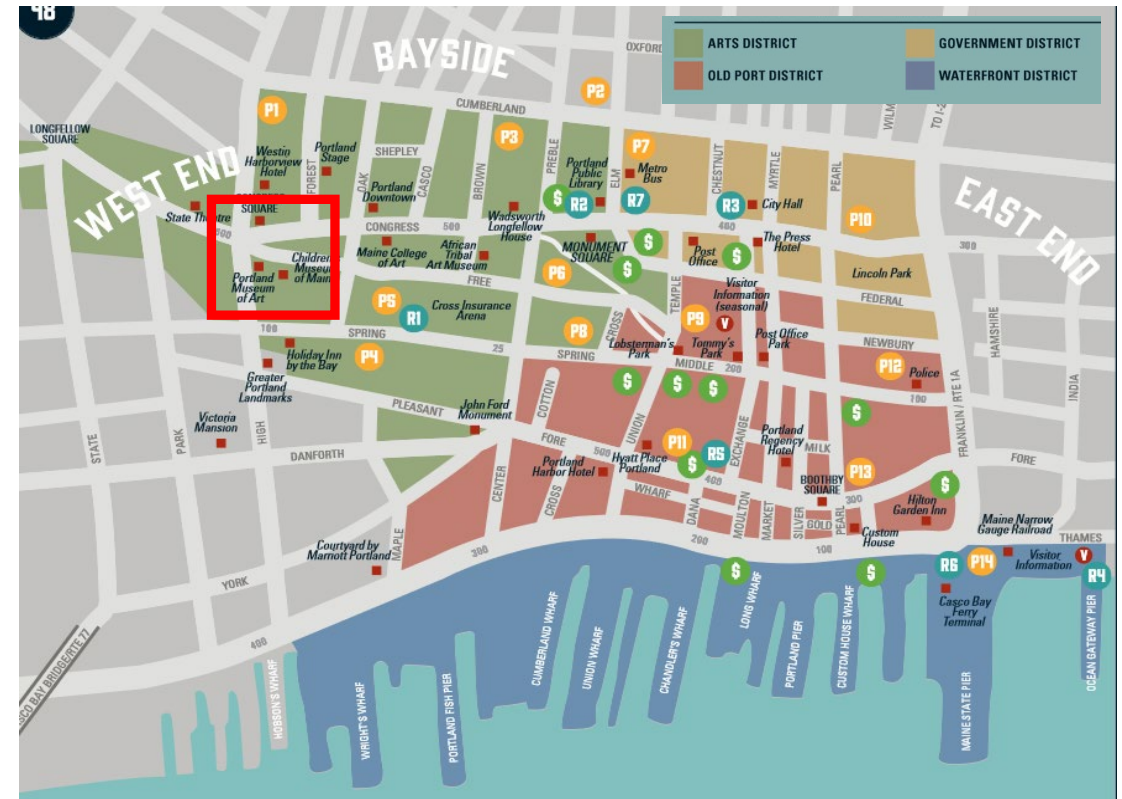 48
BAYSIDE
OXFORD
ARTS DISTRICT
GOVERNMENT DISTRICT
OLD PORT DISTRICT
WATERFRONT DISTRICT
P2
P1
CUMBERLAND
TO I-2
LONGFELLOW
SQUARE
WEST END
Westin
Harborview
Hotel
FOREST
Portland
Stage
SHEPLEY
OAK
CASCO
BROWN
P3
PREBLE
P7
ELM
Metro
Bus
CHESTNUT
MYRTLE
PEARL
Portland
Public
Library
Portland
Downtown
$
R2
R7
R3
City Hall
P10
EAST END
State Theatre
SQUARE
CONGRESS
500
Wadsworth
Longfellow
House
MONUMENT
SQUARE
$
400
300
Post
Office
$
The Press
Hotel
Maine College
of Art
African
Tribal
Art Museum
Portland
Museum
of Art
FREE
P6
$
Visitor
Information
(seasonal)
Lincoln Park
FEDERAL
P5
R1
Cross Insurance
Arena
TEMPLE
P9
V
100
SPRING
25
P8
CROSS
SPRING
Lobsterman's
Park
Tommy's
Park
Post Office
Park
NEWBURY
HAMSHIRE
Holiday Inn
by the Bay
P4
MIDDLE
200
P12
Police
100
Greater
Portland
Landmarks
$
$
$
INDIA
PLEASANT
John Ford
Monument
COTTON
UNION
EXCHANGE
$
FRANKLIN / RTE 1A
Victoria
Mansion
STATE
PARK
HIGH
DANFORTH
FORE
500
P11
R5
Portland
Regency
Hotel
MILK
FORE
Portland
Harbor Hotel
Hyatt Place
Portland
$
400
P13
CENTER
CROSS
WHARF
DANA
MOULTON
MARKET
SILVER
BOOTHBY
SQUARE
GOLD
PEARL
300
Hilton
Garden Inn
$
Custom
House
Maine Narrow
Gauge Railroad
THAMES
MAPLE
300
200
100
Courtyard by
Marriott Portland
YORK
$
$
R6
P14
Visitor
Information
V
R4
Casco Bay
Ferry
Terminal
400
CASCO BAY BRIDGE/RTE 77
HOBSON'S WHARF
WRIGHT'S WHARF
PORTLAND FISH PIER
CUMBERLAND WHARF
UNION WHARF
CHANDLER'S WHARF
LONG WHARF
PORTLAND PIER
CUSTOM HOUSE WHARF
MAINE STATE PIER
OCEAN GATEWAY PIER